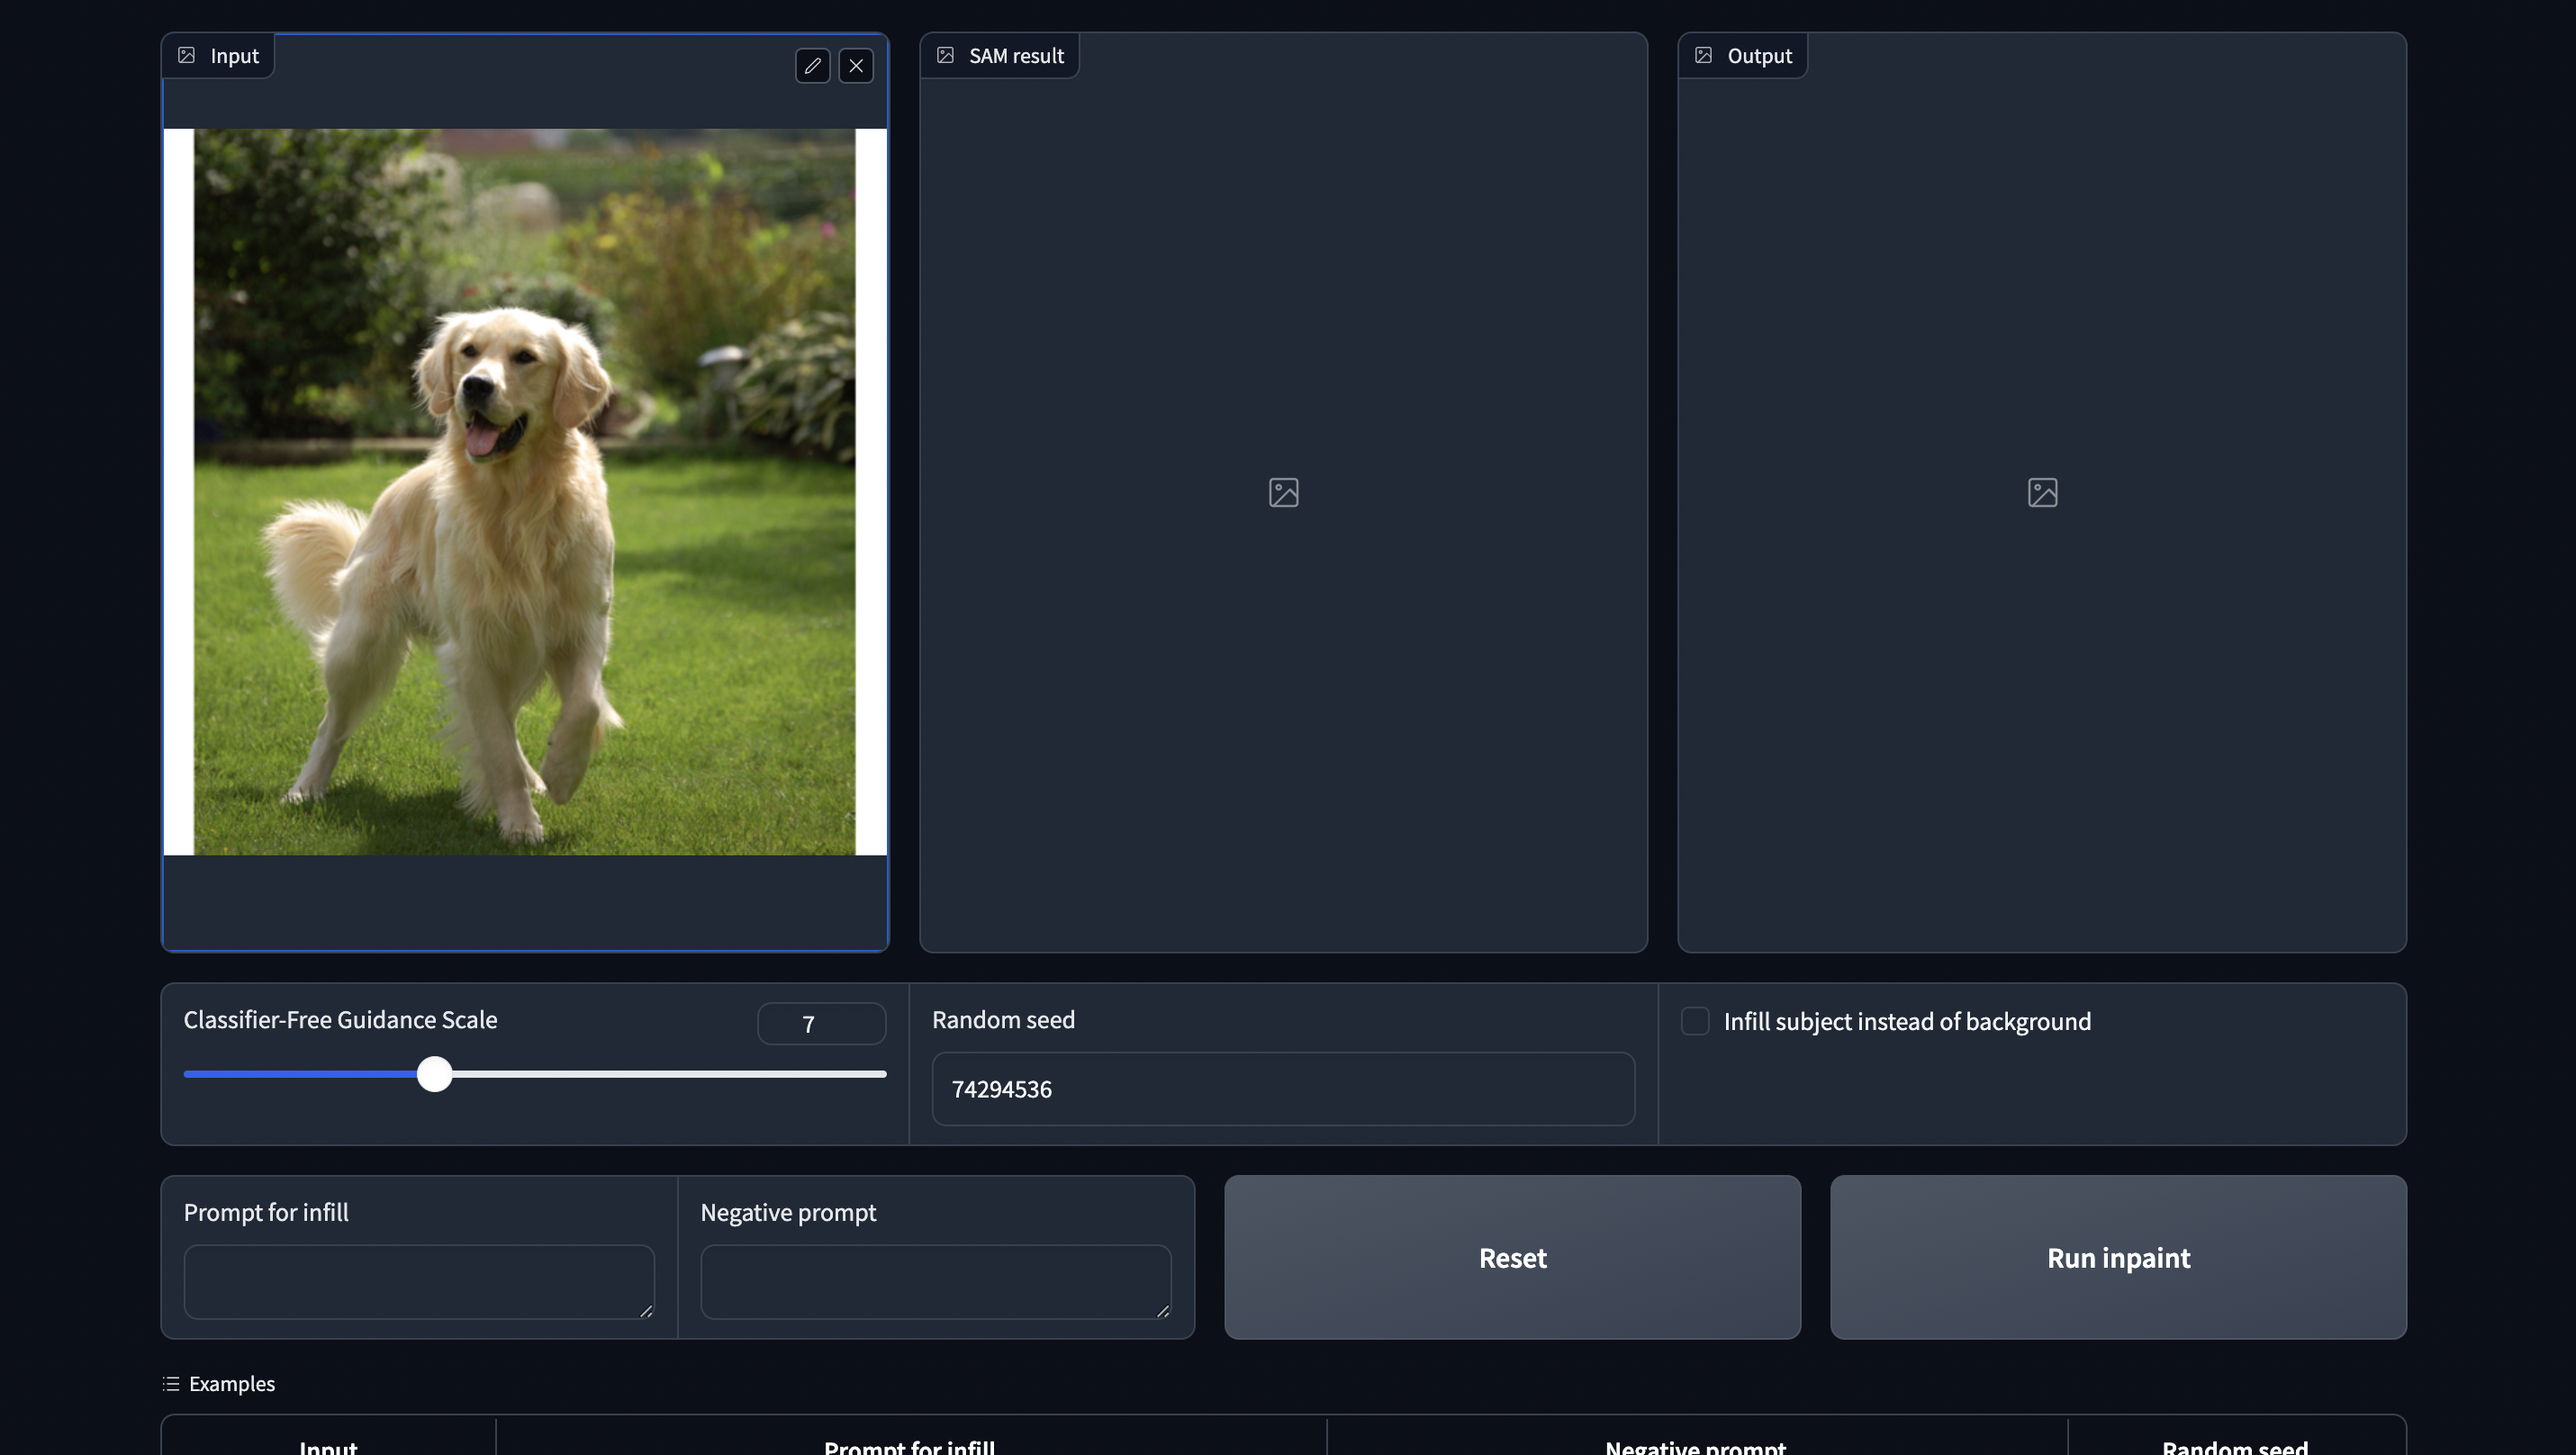 Input
SAM result
Output
Classifier-Free Guidance Scale
7
Random seed
74294536
Infill subject instead of background
Prompt for infill
Negative prompt
Reset
Run inpaint
Examples
Input
Prompt for infill
Negative prompt
Random seed